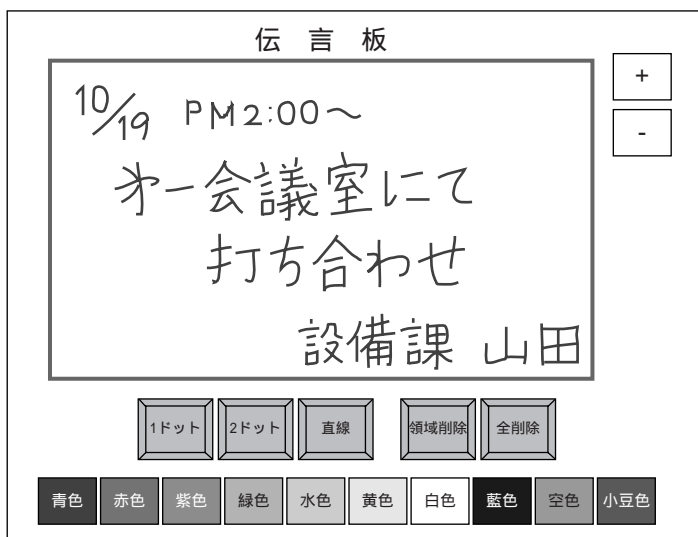 伝 言 板
+
-
10/19 PM2:00～
第一会議室にて
打ち合わせ
設備課 山田
1ドット 2ドット 直線 領域削除 全削除
青色 赤色 紫色 緑色 水色 黄色 白色 藍色 空色 小豆色